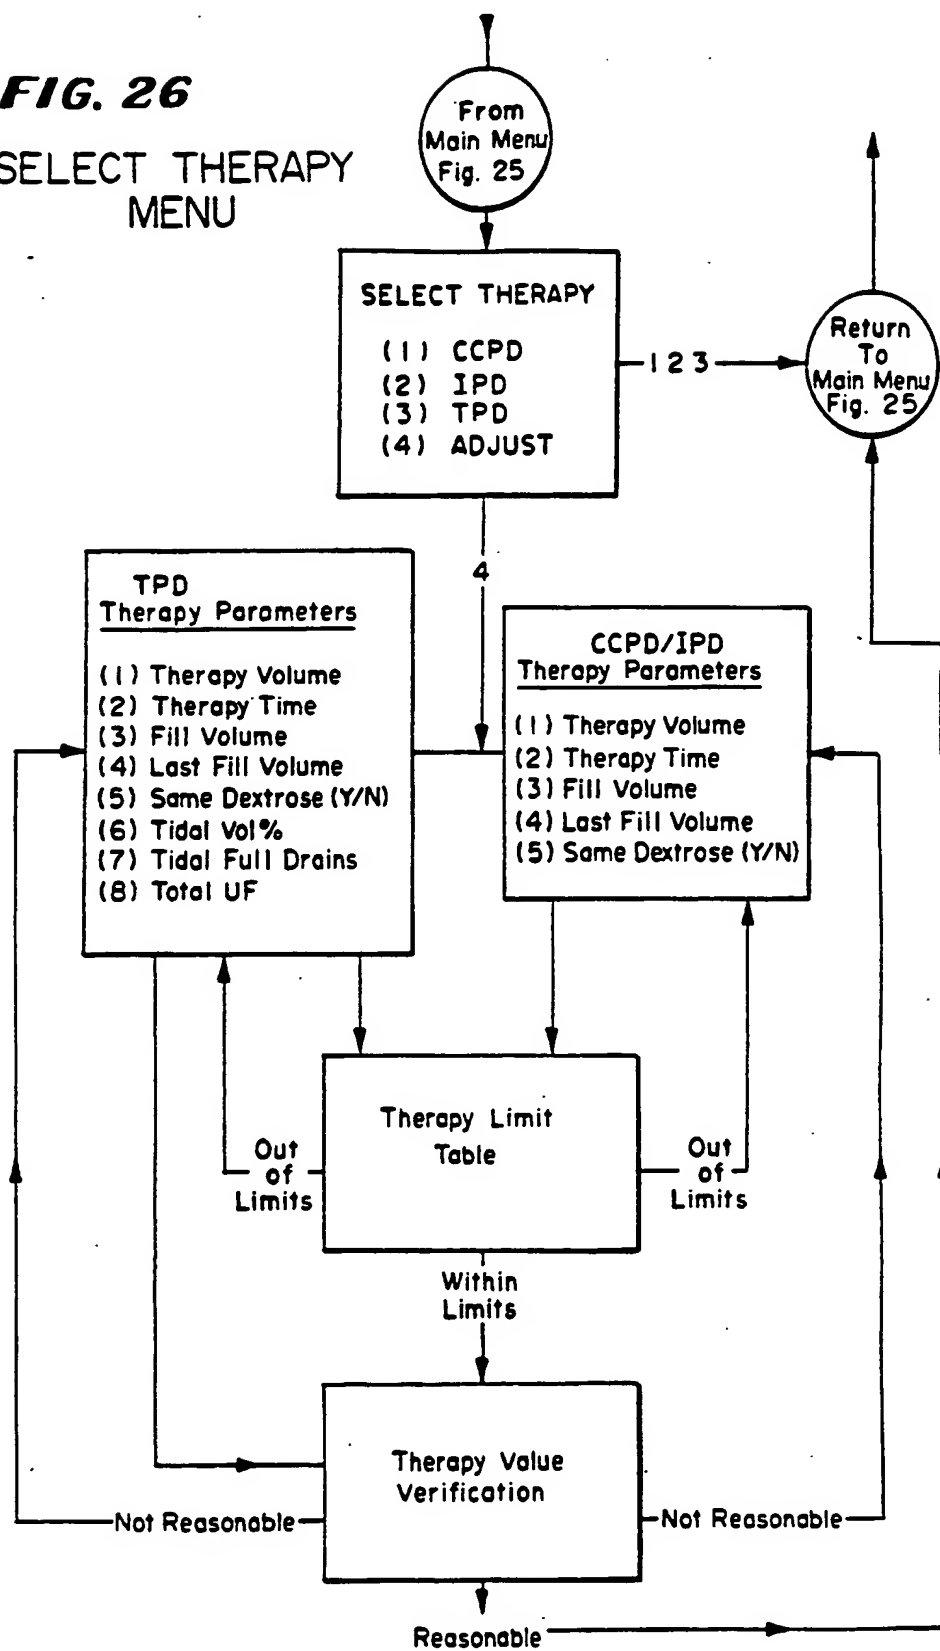 FIG. 26
SELECT THERAPY
MENU
From
Main Menu
Fig. 25
SELECT THERAPY
(1) CCPD
(2) IPD
(3) TPD
(4) ADJUST
1 2 3
Return
To
Main Menu
Fig. 25
4
TPD
Therapy Parameters
(1) Therapy Volume
(2) Therapy Time
(3) Fill Volume
(4) Last Fill Volume
(5) Same Dextrose (Y/N)
(6) Tidal Vol%
(7) Tidal Full Drains
(8) Total UF
CCPD/IPD
Therapy Parameters
(1) Therapy Volume
(2) Therapy Time
(3) Fill Volume
(4) Last Fill Volume
(5) Same Dextrose (Y/N)
Therapy Limit
Table
Out
of
Limits
Out
of
Limits
Within
Limits
Therapy Value
Verification
Not Reasonable
Not Reasonable
Reasonable